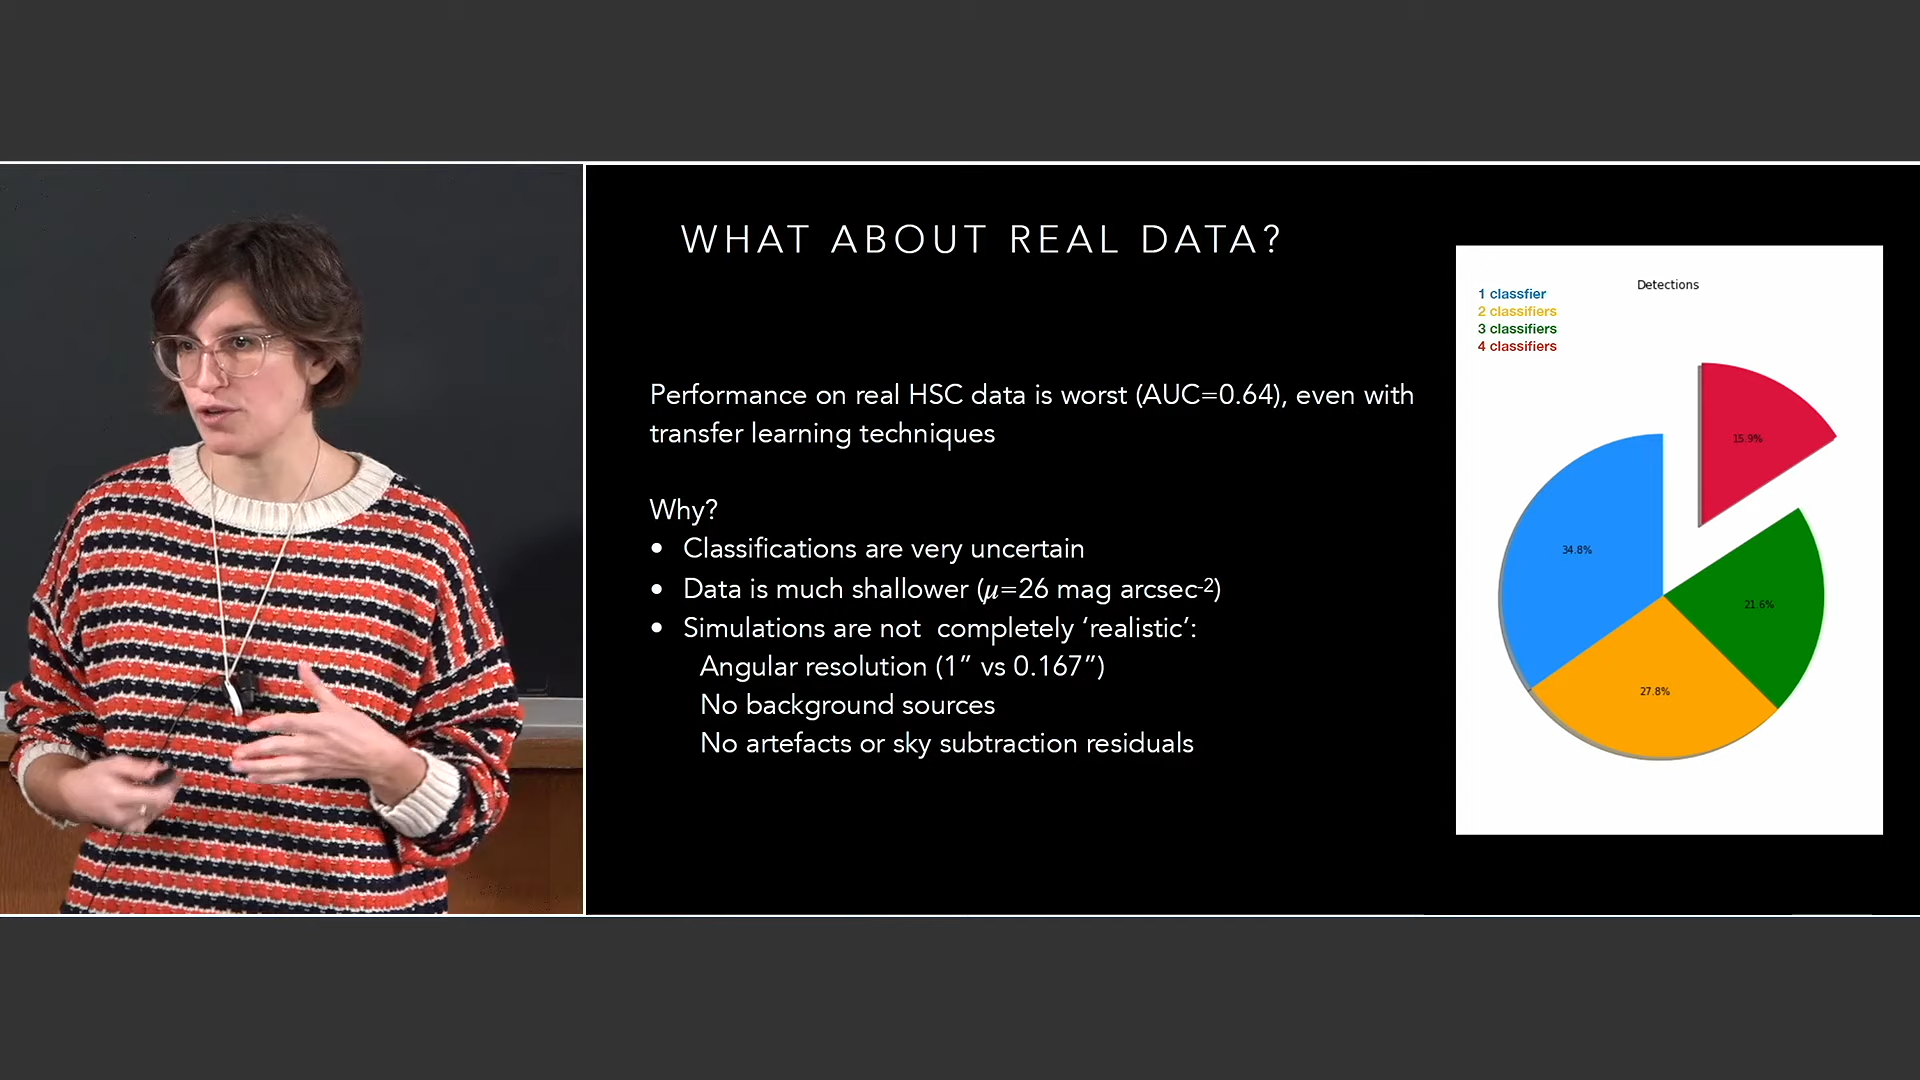 WHAT ABOUT REAL DATA?
Performance on real HSC data is worst (AUC=0.64), even with
transfer learning techniques
Why?
• Classifications are very uncertain
• Data is much shallower (μ=26 mag arcsec-2)
• Simulations are not  completely ‘realistic’:
Angular resolution (1” vs 0.167”)
No background sources
No artefacts or sky subtraction residuals
Detections
1 classfier
2 classifiers
3 classifiers
4 classifiers
15.9%
34.8%
21.6%
27.8%